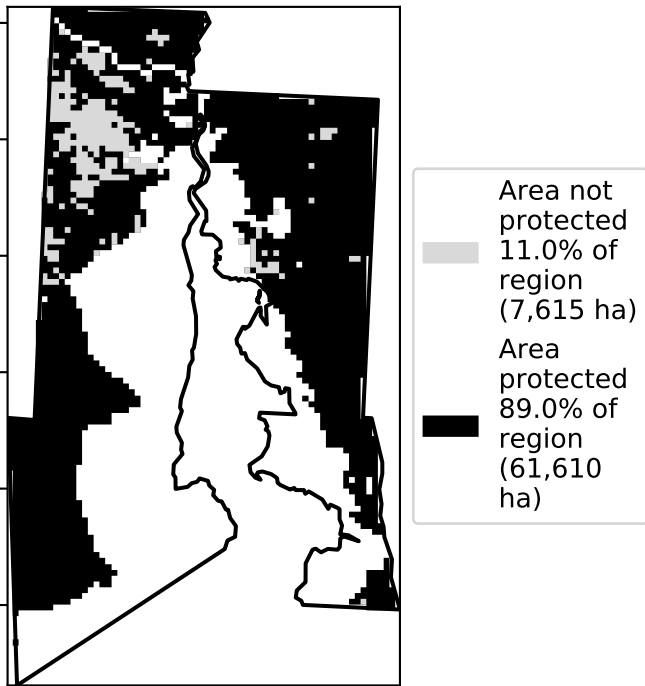 Area not
protected
11.0% of
region
(7,615 ha)
Area
protected
89.0% of
region
(61,610
ha)